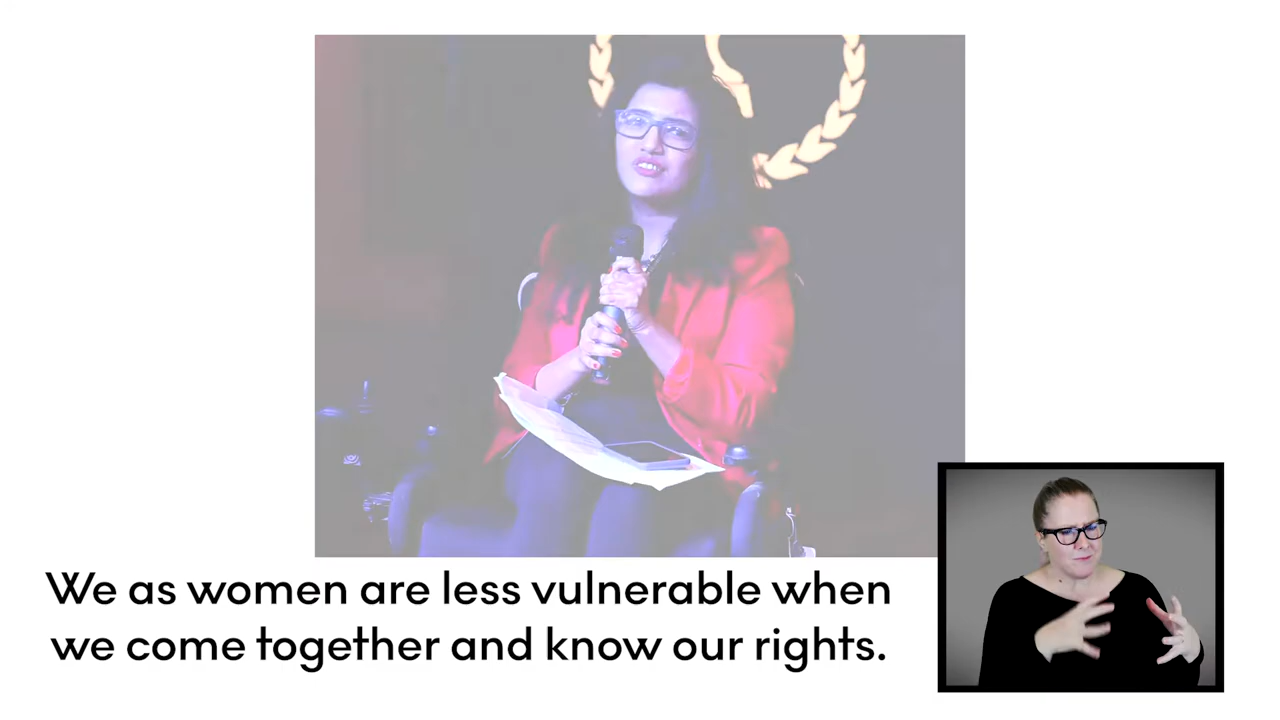 We as women are less vulnerable when
we come together and know our rights.